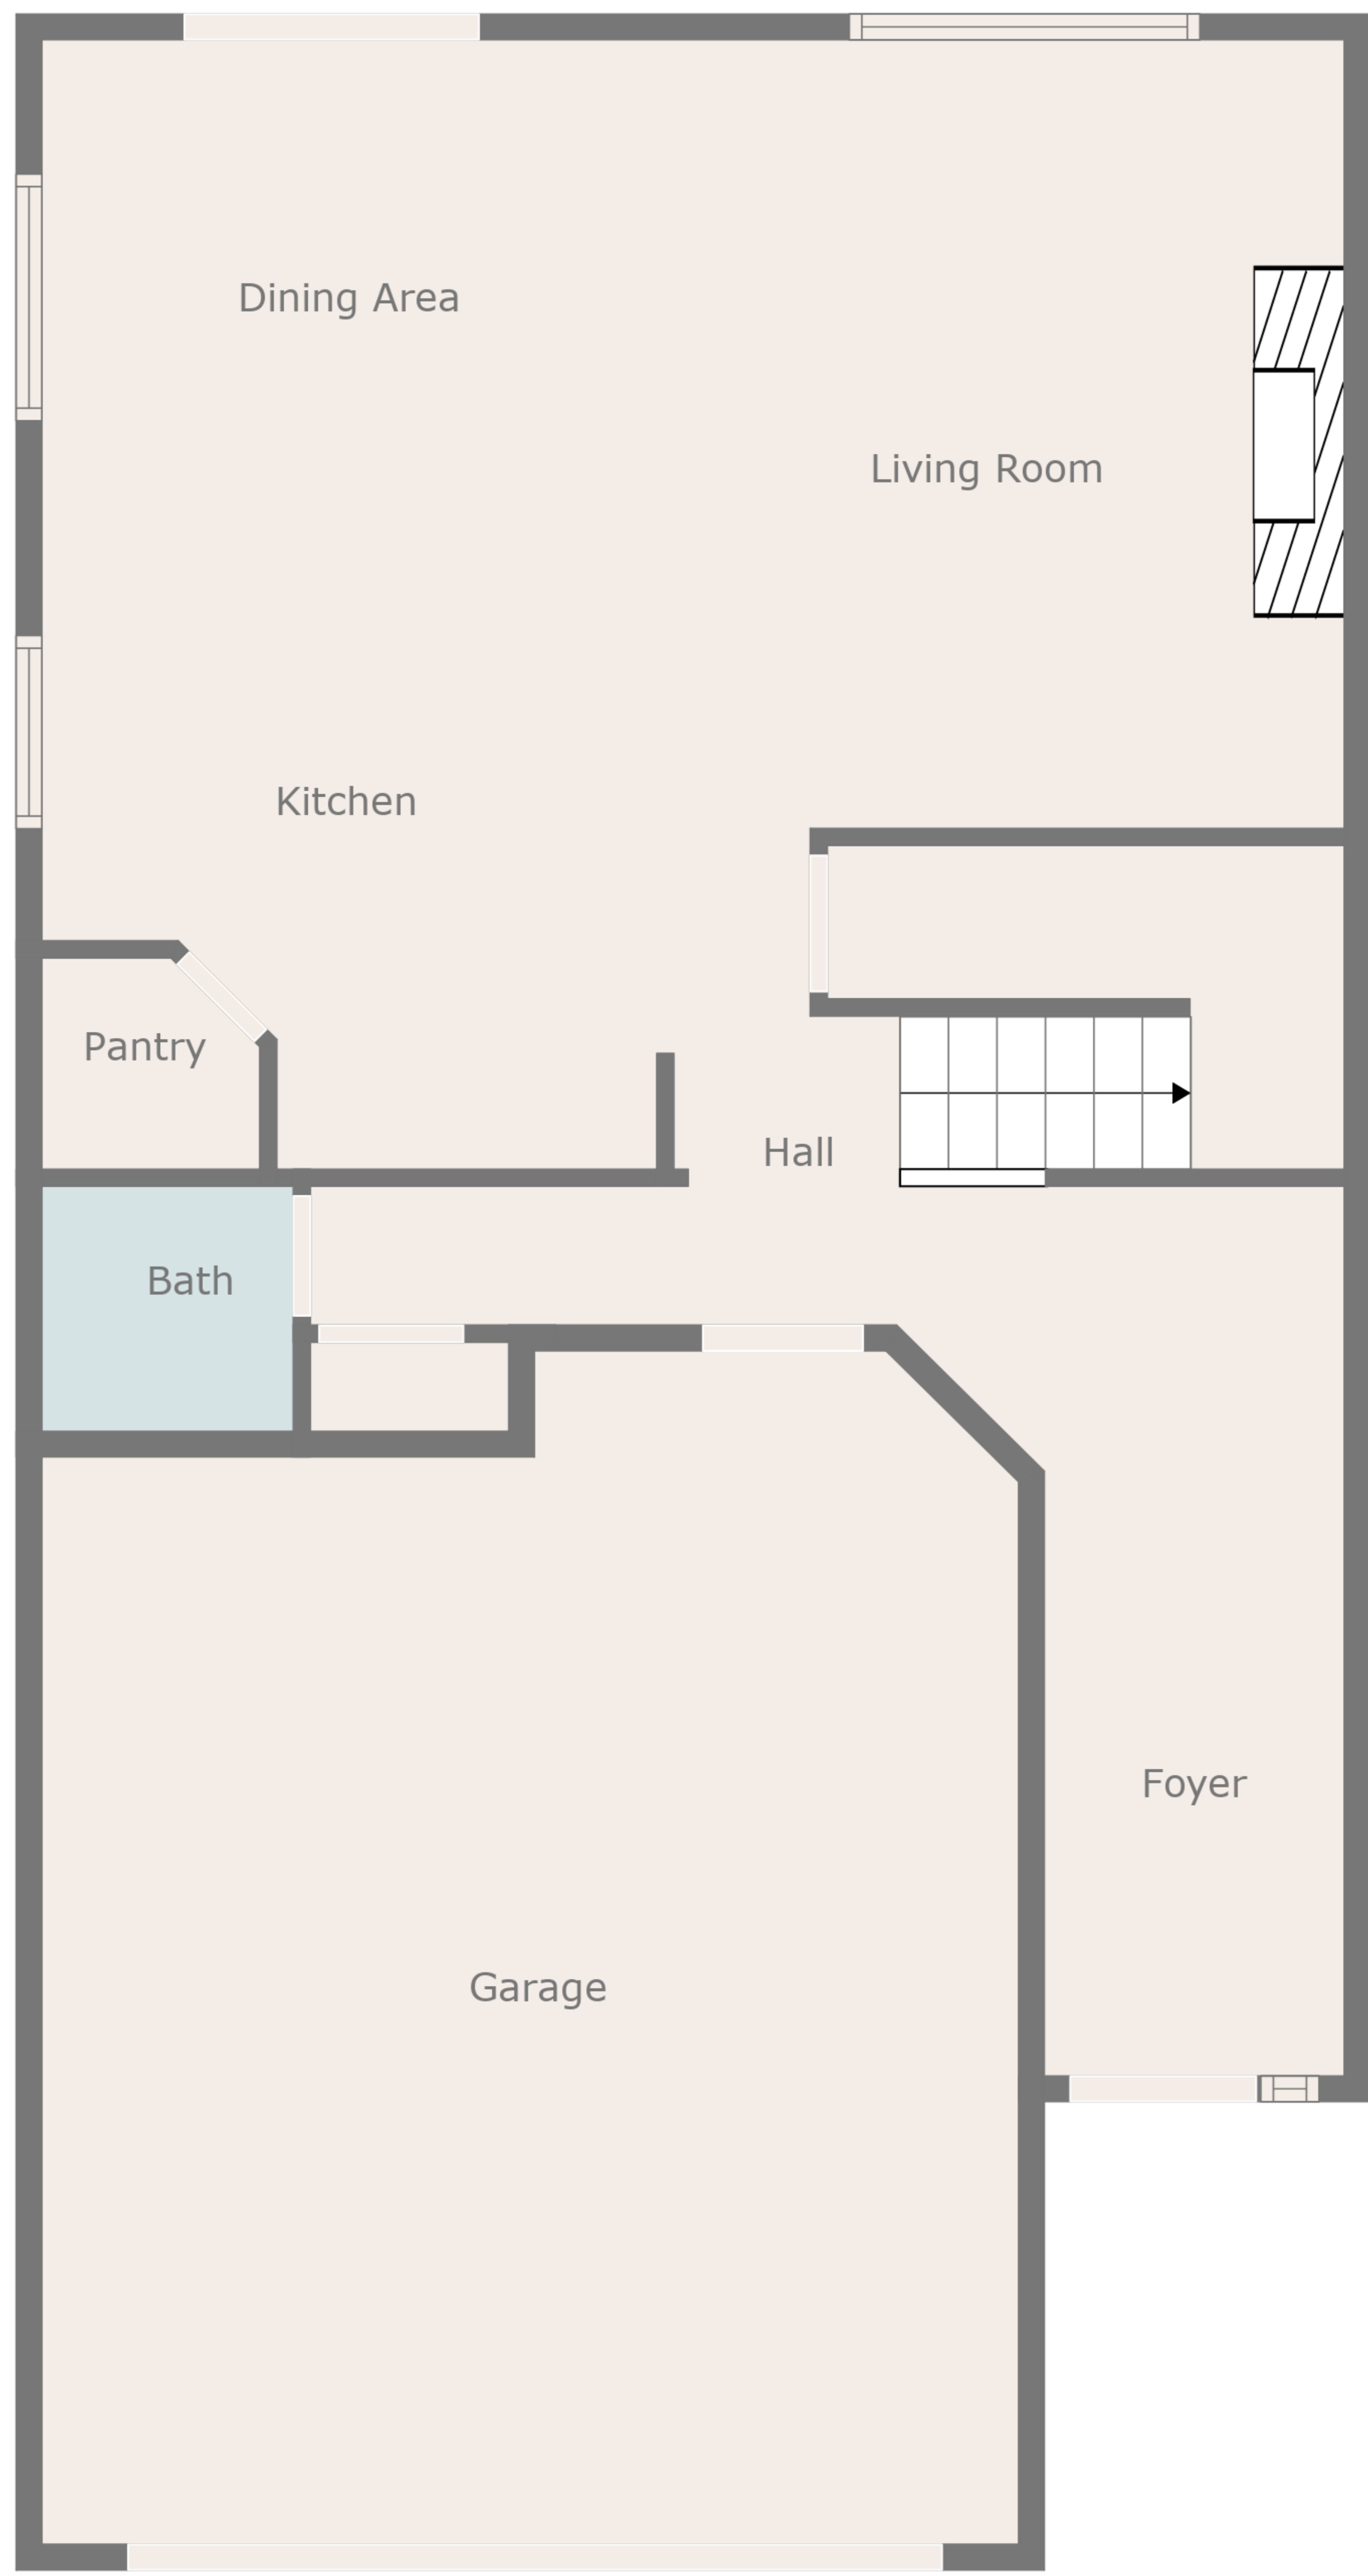 Dining Area
Living Room
Kitchen
Pantry
Hall
Bath
Foyer
Garage